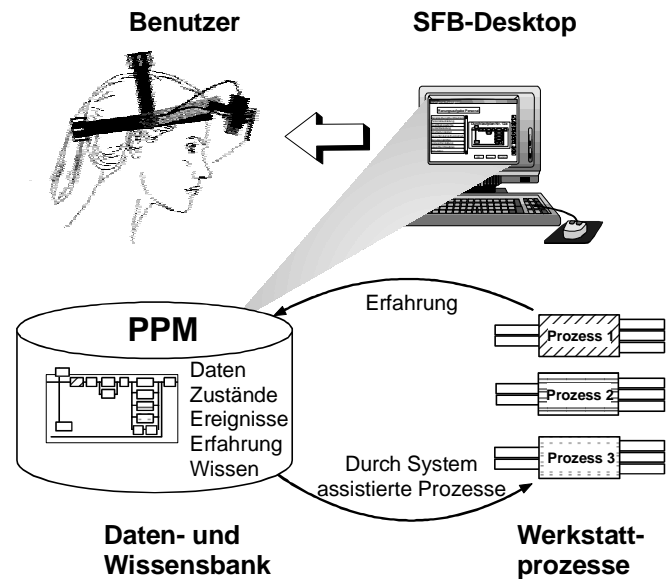 Benutzer
SFB-Desktop
Erfahrung
PPM
Daten
Zustände
Ereignisse
Erfahrung
Wissen
Prozess 1
Prozess 2
Prozess 3
Durch System
assistierte Prozesse
Daten- und
Wissensbank
Werkstatt-
prozesse